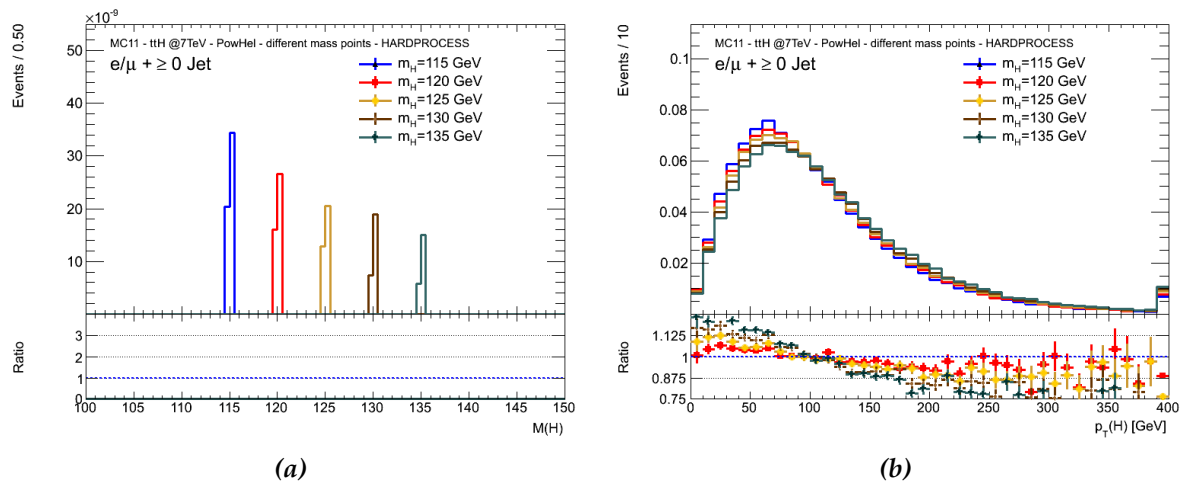 ×10⁻⁹
Events / 0.50
50
40
30
20
10
MC11 - ttH @7TeV - PowHel - different mass points - HARDPROCESS
e/μ + ≥ 0 Jet
m_H=115 GeV
m_H=120 GeV
m_H=125 GeV
m_H=130 GeV
m_H=135 GeV
Ratio
3
2
1
0
100 105 110 115 120 125 130 135 140 145 150
M(H)
(a)
Events / 10
0.1
0.08
0.06
0.04
0.02
MC11 - ttH @7TeV - PowHel - different mass points - HARDPROCESS
e/μ + ≥ 0 Jet
m_H=115 GeV
m_H=120 GeV
m_H=125 GeV
m_H=130 GeV
m_H=135 GeV
Ratio
1.125
1
0.875
0.75
0 50 100 150 200 250 300 350 400
p_T(H) [GeV]
(b)